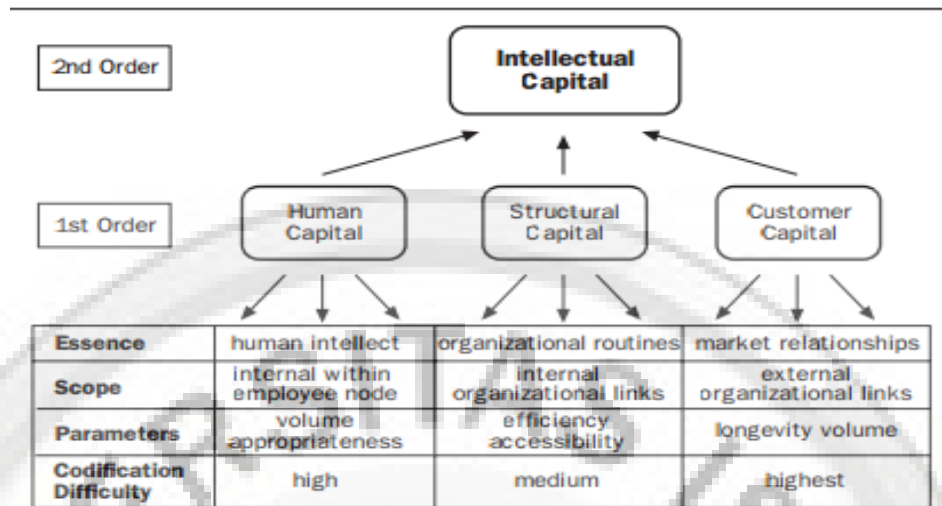 2nd Order
Intellectual
Capital
1st Order
Human
Capital
Structural
Capital
Customer
Capital
Essence human intellect organizational routines market relationships
Scope internal within employee node internal organizational links external organizational links
Parameters volume appropriateness efficiency accessibility longevity volume
Codification Difficulty high medium highest
SITAS